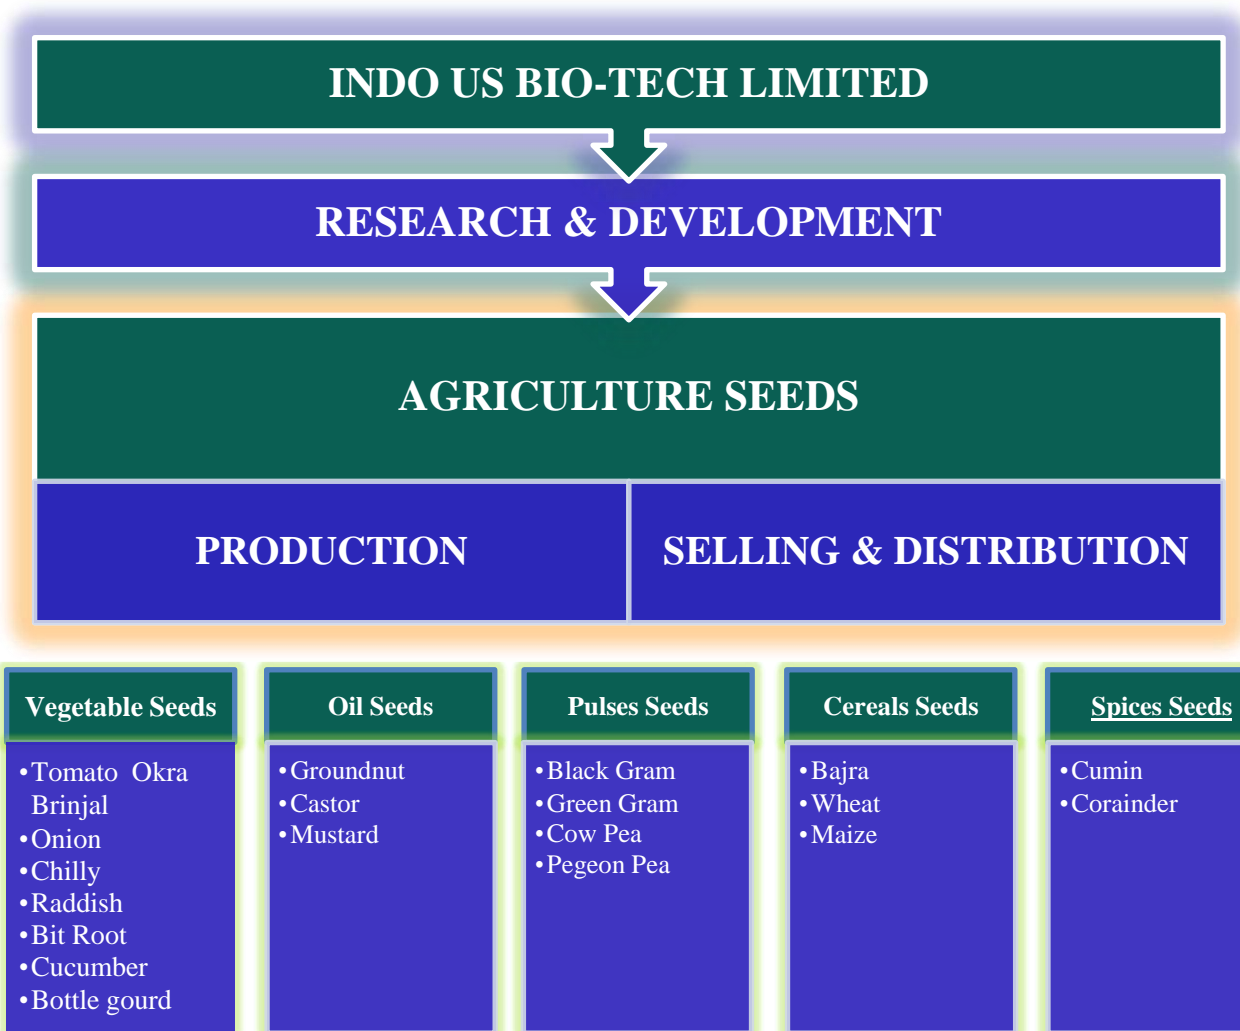 INDO US BIO-TECH LIMITED
RESEARCH & DEVELOPMENT
AGRICULTURE SEEDS
PRODUCTION
SELLING & DISTRIBUTION
Vegetable Seeds
•Tomato Okra
Brinjal
•Onion
•Chilly
•Raddish
•Bit Root
•Cucumber
•Bottle gourd
Oil Seeds
•Groundnut
•Castor
•Mustard
Pulses Seeds
•Black Gram
•Green Gram
•Cow Pea
•Pegeon Pea
Cereals Seeds
•Bajra
•Wheat
•Maize
Spices Seeds
•Cumin
•Corainder